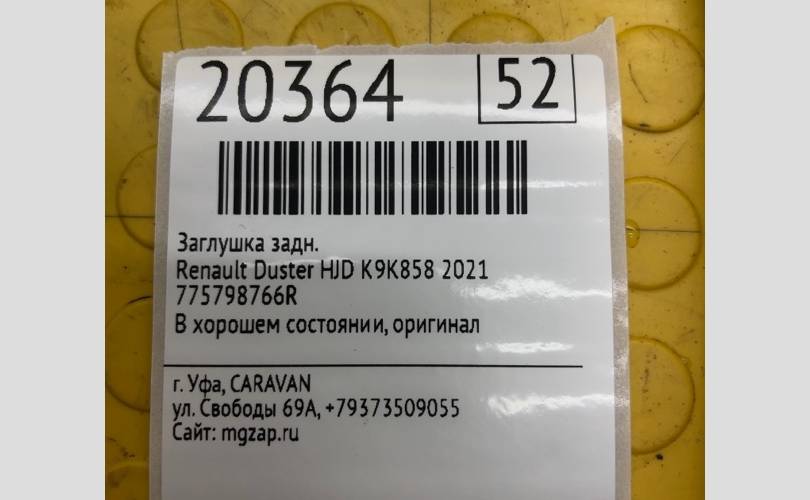 20364
52
Заглушка задн.
Renault Duster HJD K9K858 2021
775798766R
В хорошем состоянии, оригинал
г. Уфа, CARAVAN
ул. Свободы 69А, +79373509055
Сайт: mgzap.ru